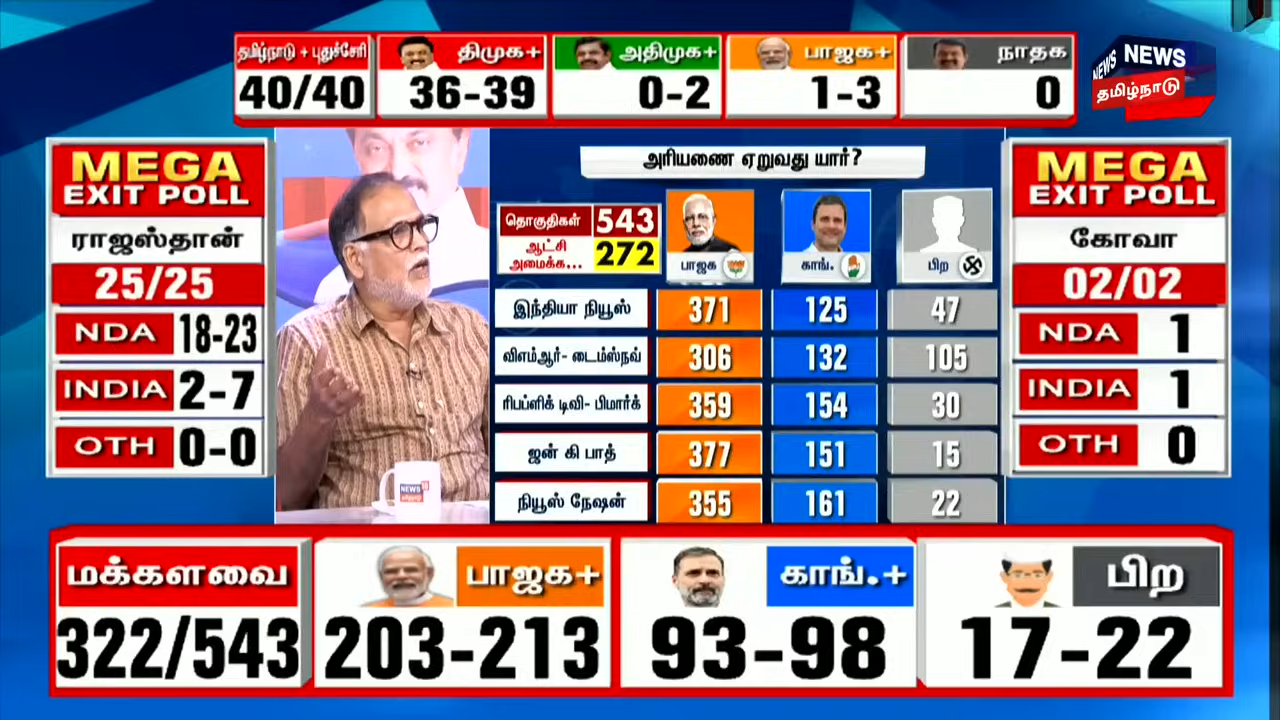 தமிழ்நாடு + புதுச்சேரி திமுக+ அதிமுக+ பாஜக+ நாதக
40/40 36-39 0-2 1-3 0
NEWS NEWS
தமிழ்நாடு
MEGA
EXIT POLL
ராஜஸ்தான்
25/25
NDA 18-23
INDIA 2-7
OTH 0-0
அரியணை ஏறுவது யார்?
தொகுதிகள் 543
ஆட்சி அமைக்க... 272
பாஜக காங். பிற
இந்தியா நியூஸ் 371 125 47
விஎம்ஆர்- டைம்ஸ்நவ் 306 132 105
ரிபப்ளிக் டிவி- பிமார்க் 359 154 30
ஜன் கி பாத் 377 151 15
நியூஸ் நேஷன் 355 161 22
NEWS
MEGA
EXIT POLL
கோவா
02/02
NDA 1
INDIA 1
OTH 0
மக்களவை பாஜக+ காங்.+ பிற
322/543 203-213 93-98 17-22